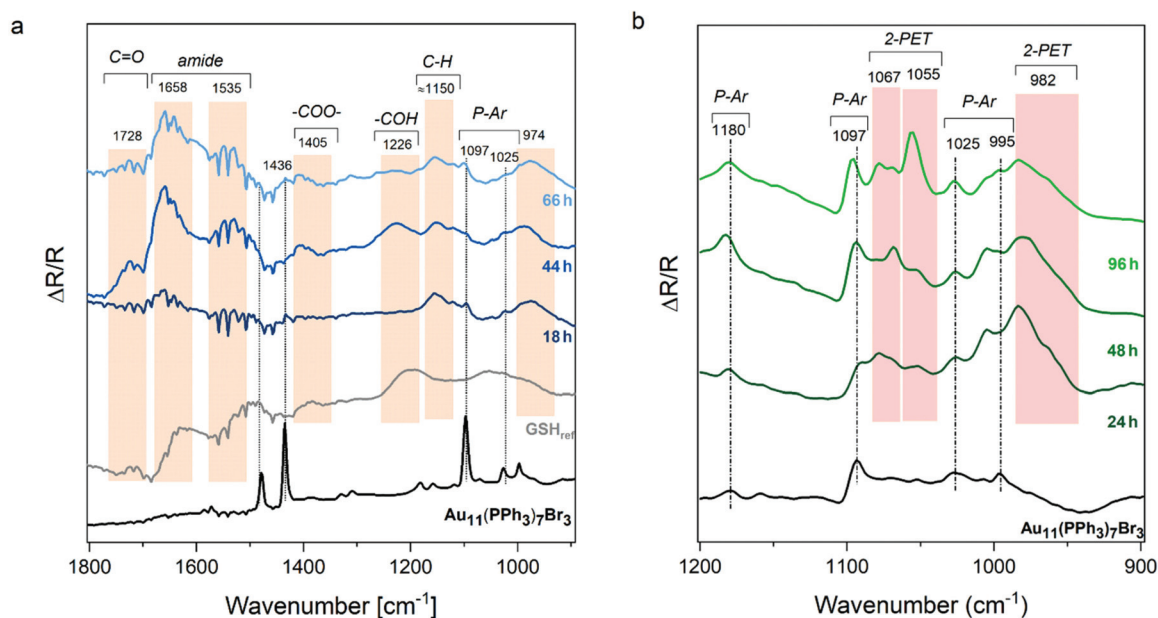 a
C=O
amide
1658
1535
1728
1436
-COO-
1405
-COH
1226
C-H
≈1150
P-Ar
1097
1025
974
66 h
44 h
18 h
GSHref
Au11(PPh3)7Br3
ΔR/R
1800 1600 1400 1200 1000
Wavenumber [cm-1]
b
2-PET
1067 1055
2-PET
982
P-Ar
1180
P-Ar
1097
P-Ar
1025 995
96 h
48 h
24 h
Au11(PPh3)7Br3
ΔR/R
1200 1100 1000 900
Wavenumber (cm-1)